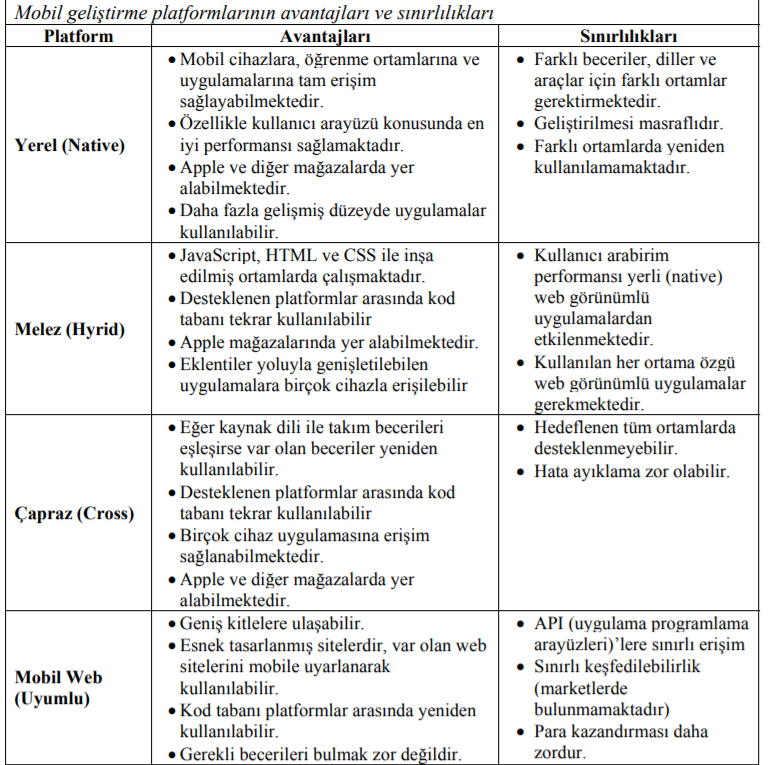 Mobil geliştirme platformlarının avantajları ve sınırlılıkları
Platform
Avantajları
Sınırlılıkları
Yerel (Native)
• Mobil cihazlara, öğrenme ortamlarına ve
uygulamalarına tam erişim
sağlayabilmektedir.
• Özellikle kullanıcı arayüzü konusunda en
iyi performansı sağlamaktadır.
• Apple ve diğer mağazalarda yer
alabilmektedir.
• Daha fazla gelişmiş düzeyde uygulamalar
kullanılabilir.
• Farklı beceriler, diller ve
araçlar için farklı ortamlar
gerektirmektedir.
• Geliştirilmesi masraflıdır.
• Farklı ortamlarda yeniden
kullanılamamaktadır.
Melez (Hyrid)
• JavaScript, HTML ve CSS ile inşa
edilmiş ortamlarda çalışmaktadır.
• Desteklenen platformlar arasında kod
tabanı tekrar kullanılabilir
• Apple mağazalarında yer alabilmektedir.
• Eklentiler yoluyla genişletilebilen
uygulamalara birçok cihazla erişilebilir
• Kullanıcı arabirim
performansı yerli (native)
web görünümlü
uygulamalardan
etkilenmektedir.
• Kullanılan her ortama özgü
web görünümlü uygulamalar
gerekmektedir.
Çapraz (Cross)
• Eğer kaynak dili ile takım becerileri
eşleşirse var olan beceriler yeniden
kullanılabilir.
• Desteklenen platformlar arasında kod
tabanı tekrar kullanılabilir
• Birçok cihaz uygulamasına erişim
sağlanabilmektedir.
• Apple ve diğer mağazalarda yer
alabilmektedir.
• Hedeflenen tüm ortamlarda
desteklenmeyebilir.
• Hata ayıklama zor olabilir.
Mobil Web
(Uyumlu)
• Geniş kitlelere ulaşabilir.
• Esnek tasarlanmış sitelerdir, var olan web
sitelerini mobile uyarlanarak
kullanılabilir.
• Kod tabanı platformlar arasında yeniden
kullanılabilir.
• Gerekli becerileri bulmak zor değildir.
• API (uygulama programlama
arayüzleri)’lere sınırlı erişim
• Sınırlı keşfedilebilirlik
(marketlerde
bulunmamaktadır)
• Para kazandırması daha
zordur.